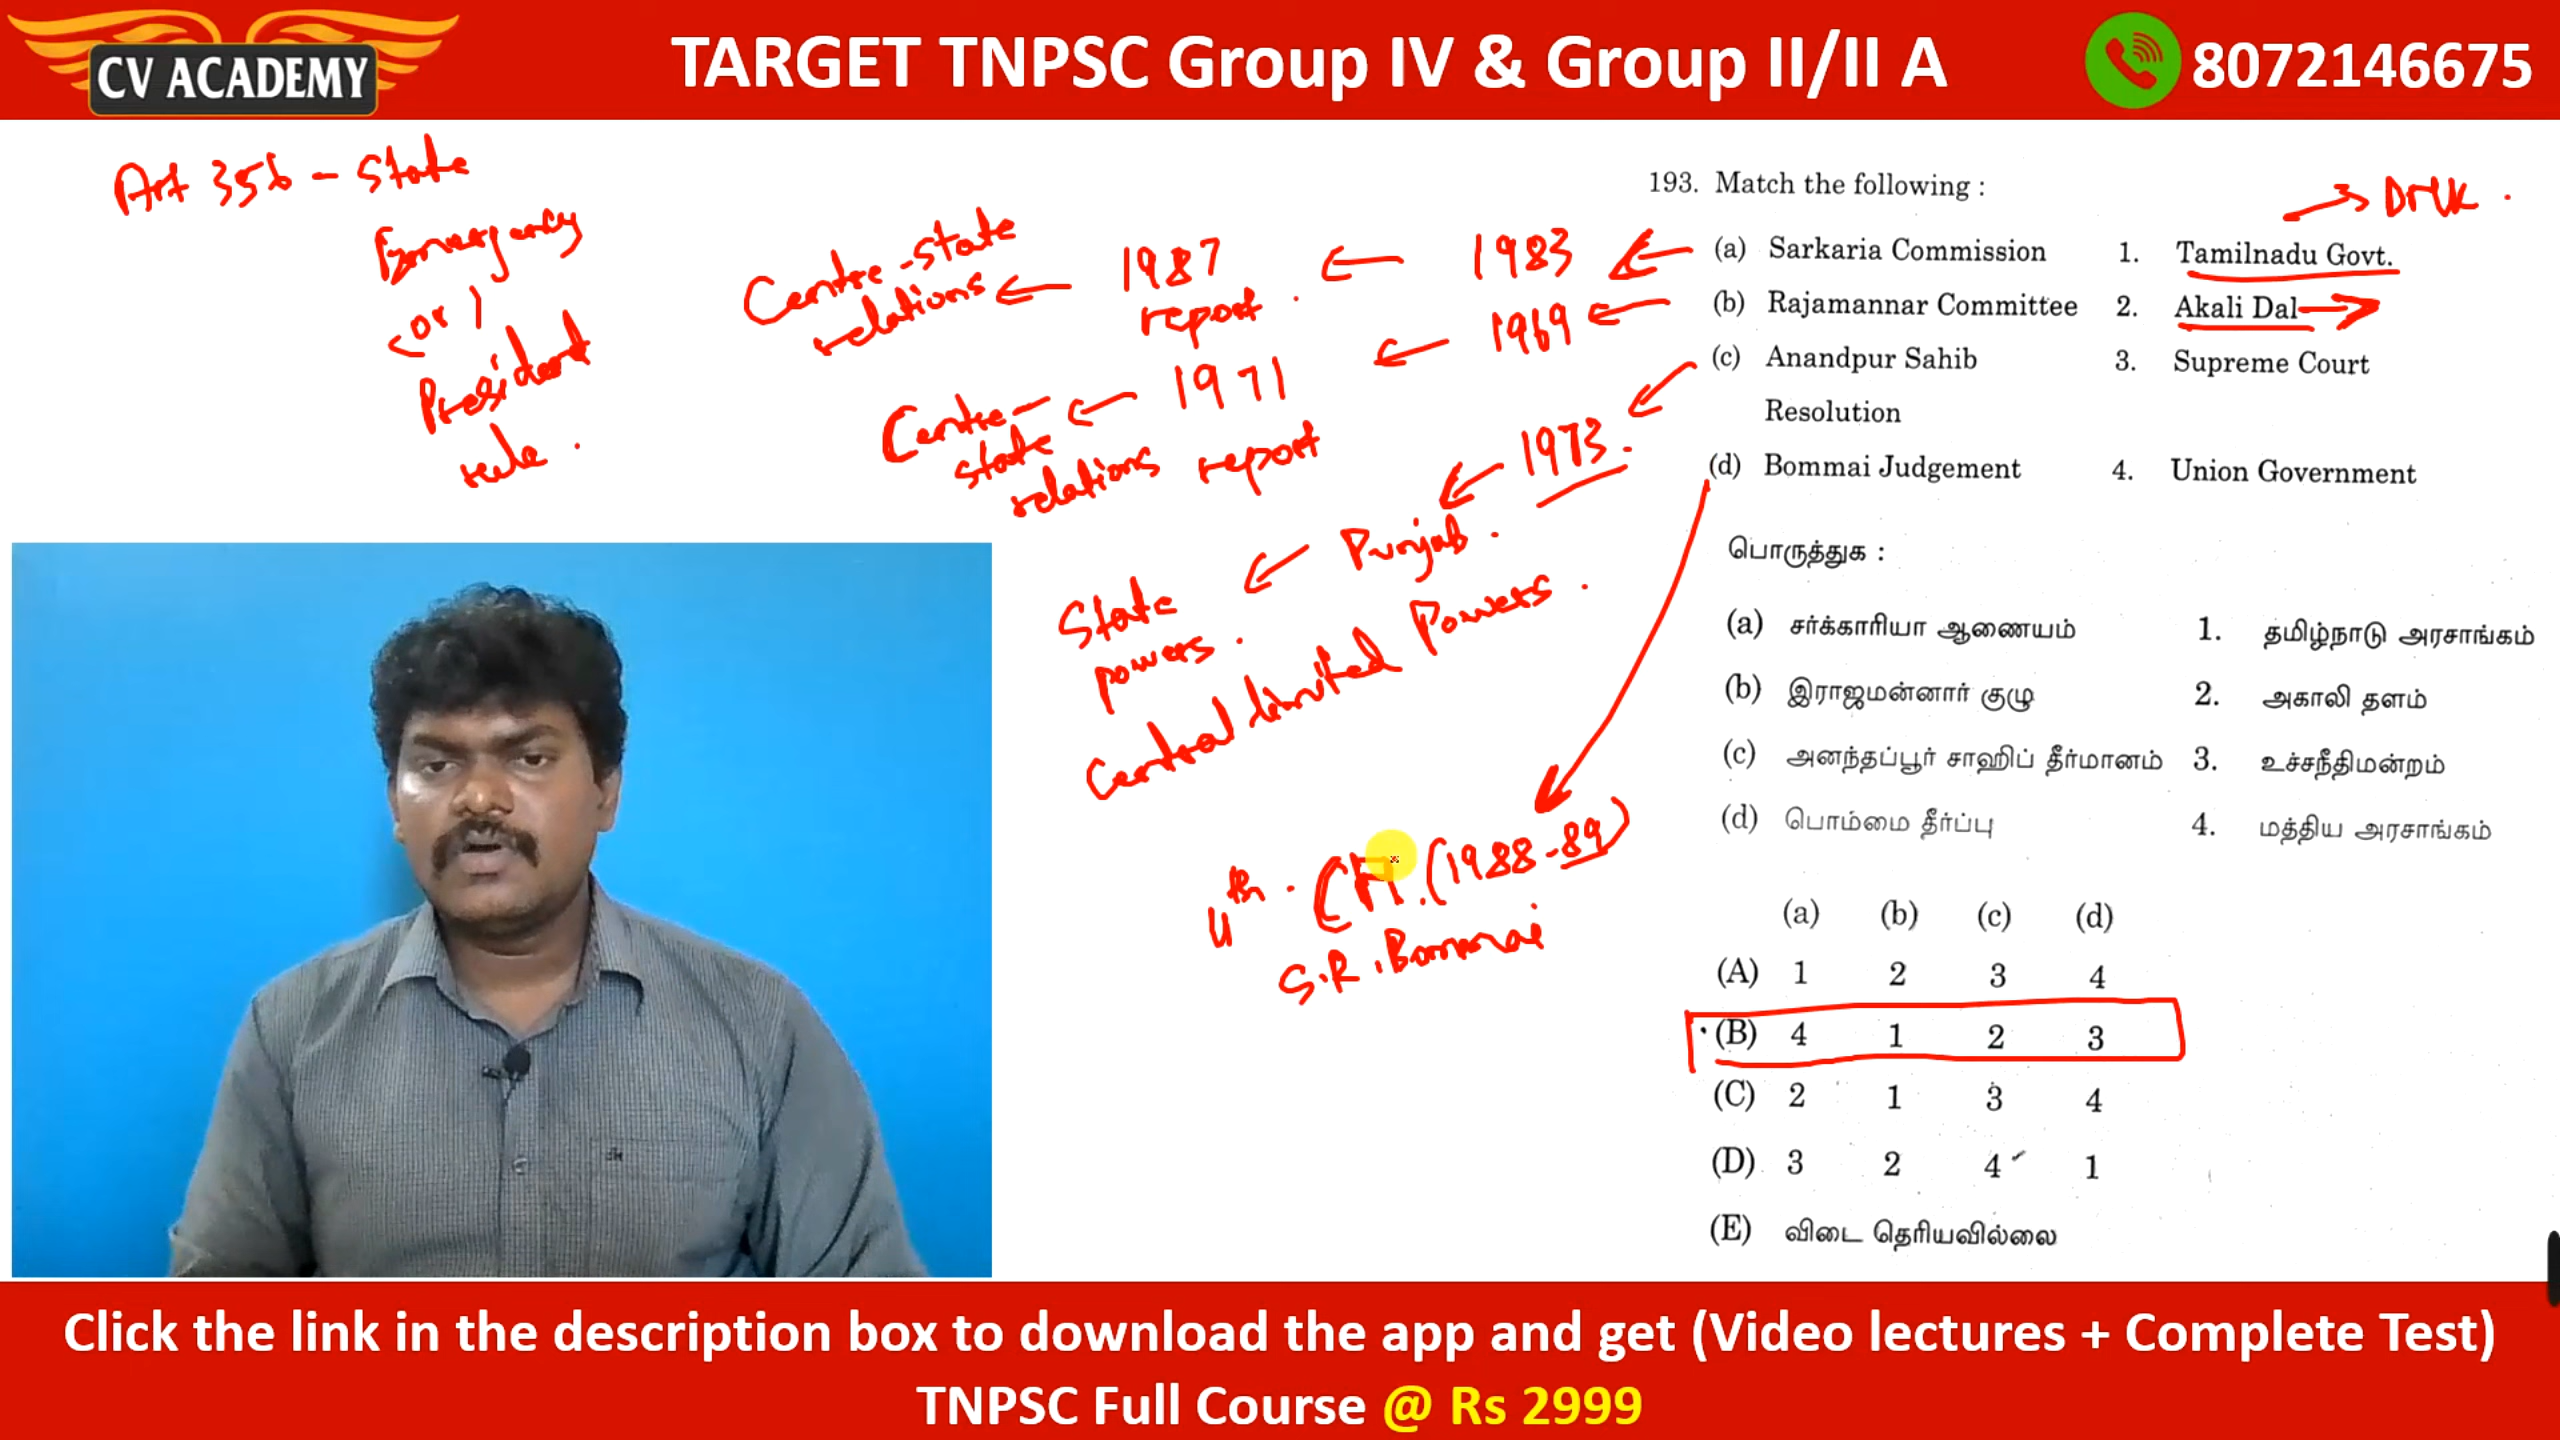 CV ACADEMY
TARGET TNPSC Group IV & Group II/II A
8072146675
Art 356 - State
Emergency
(or)
President
rule.
Centre-state
relations
1987
report.
1983
1969
Centre-
state
relations
1971
report
1973.
Punjab.
State
powers.
Central limited Powers.
11th. CM. (1988-89)
S.R. Bommai
193. Match the following :
DMK.
(a) Sarkaria Commission 1. Tamilnadu Govt.
(b) Rajamannar Committee 2. Akali Dal
(c) Anandpur Sahib 3. Supreme Court
Resolution
(d) Bommai Judgement 4. Union Government
பொருத்துக :
(a) சர்க்காரியா ஆணையம் 1. தமிழ்நாடு அரசாங்கம்
(b) இராஜமன்னார் குழு 2. அகாலி தளம்
(c) அனந்தப்பூர் சாஹிப் தீர்மானம் 3. உச்சநீதிமன்றம்
(d) பொம்மை தீர்ப்பு 4. மத்திய அரசாங்கம்
(a) (b) (c) (d)
(A) 1 2 3 4
(B) 4 1 2 3
(C) 2 1 3 4
(D) 3 2 4 1
(E) விடை தெரியவில்லை
Click the link in the description box to download the app and get (Video lectures + Complete Test)
TNPSC Full Course @ Rs 2999